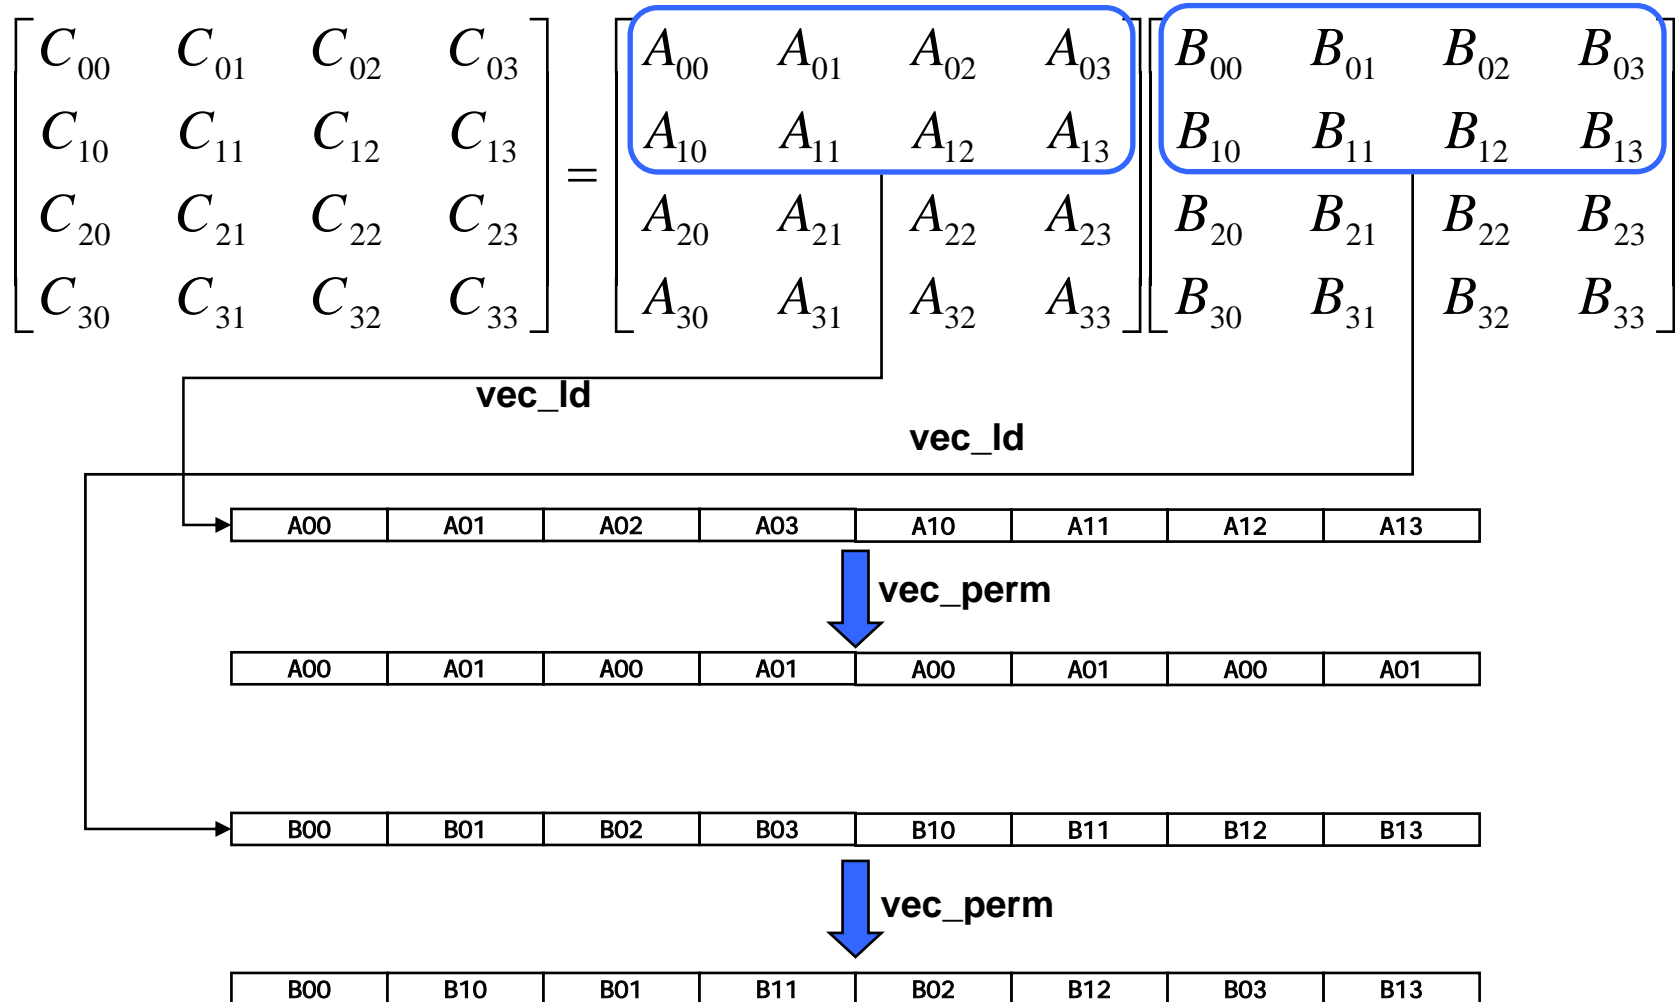 C00 C01 C02 C03 A00 A01 A02 A03 B00 B01 B02 B03
C10 C11 C12 C13 A10 A11 A12 A13 B10 B11 B12 B13
=
C20 C21 C22 C23 A20 A21 A22 A23 B20 B21 B22 B23
C30 C31 C32 C33 A30 A31 A32 A33 B30 B31 B32 B33
vec_ld
vec_ld
A00 A01 A02 A03 A10 A11 A12 A13
vec_perm
A00 A01 A00 A01 A00 A01 A00 A01
B00 B01 B02 B03 B10 B11 B12 B13
vec_perm
B00 B10 B01 B11 B02 B12 B03 B13